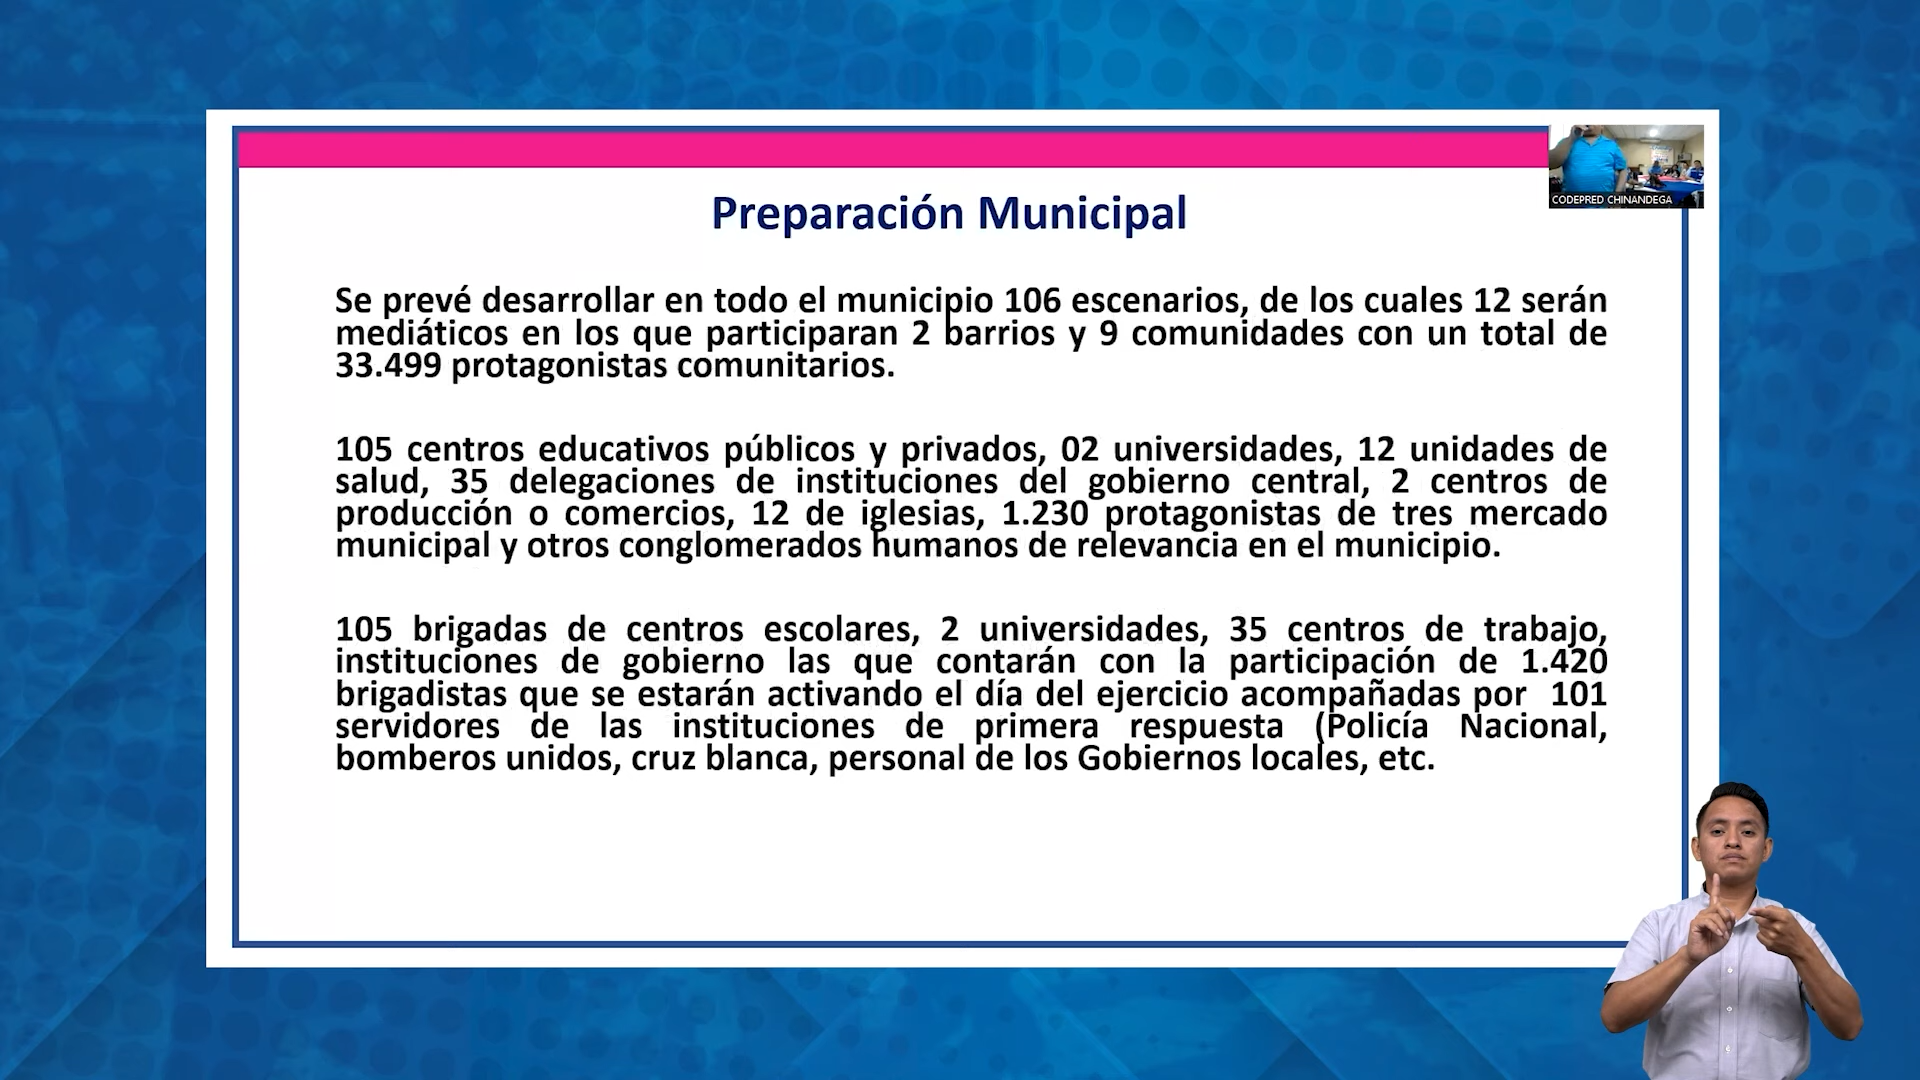 CODEPRED CHINANDEGA
Preparación Municipal
Se prevé desarrollar en todo el municipio 106 escenarios, de los cuales 12 serán
mediáticos en los que participaran 2 barrios y 9 comunidades con un total de
33.499 protagonistas comunitarios.
105 centros educativos públicos y privados, 02 universidades, 12 unidades de
salud, 35 delegaciones de instituciones del gobierno central, 2 centros de
producción o comercios, 12 de iglesias, 1.230 protagonistas de tres mercado
municipal y otros conglomerados humanos de relevancia en el municipio.
105 brigadas de centros escolares, 2 universidades, 35 centros de trabajo,
instituciones de gobierno las que contarán con la participación de 1.420
brigadistas que se estarán activando el día del ejercicio acompañadas por 101
servidores de las instituciones de primera respuesta (Policía Nacional,
bomberos unidos, cruz blanca, personal de los Gobiernos locales, etc.